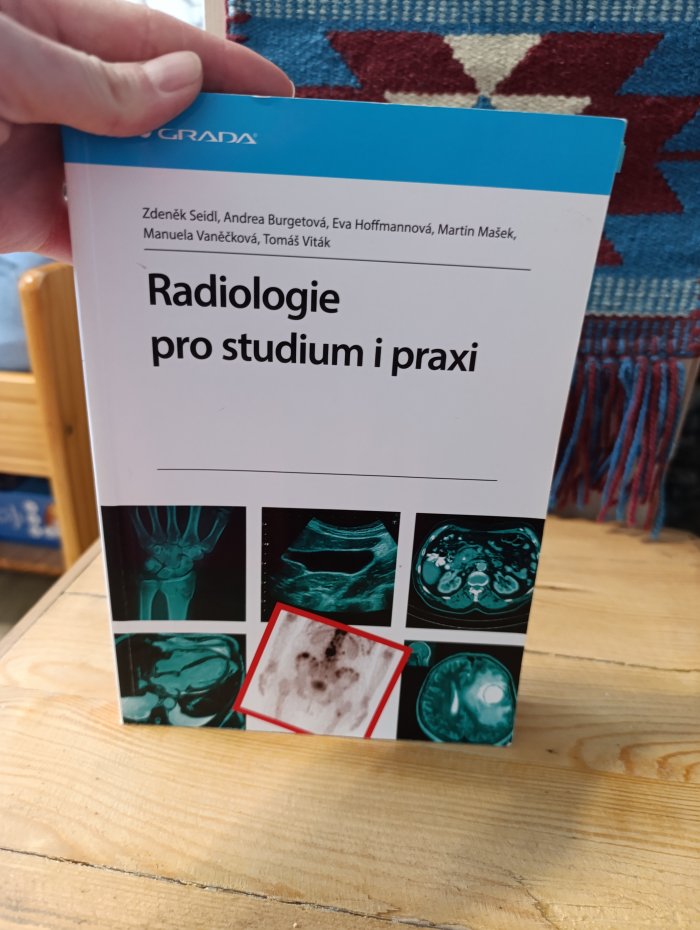 GRADA
Zdeněk Seidl, Andrea Burgetová, Eva Hoffmannová, Martin Mašek,
Manuela Vaněčková, Tomáš Viták
Radiologie
pro studium i praxi